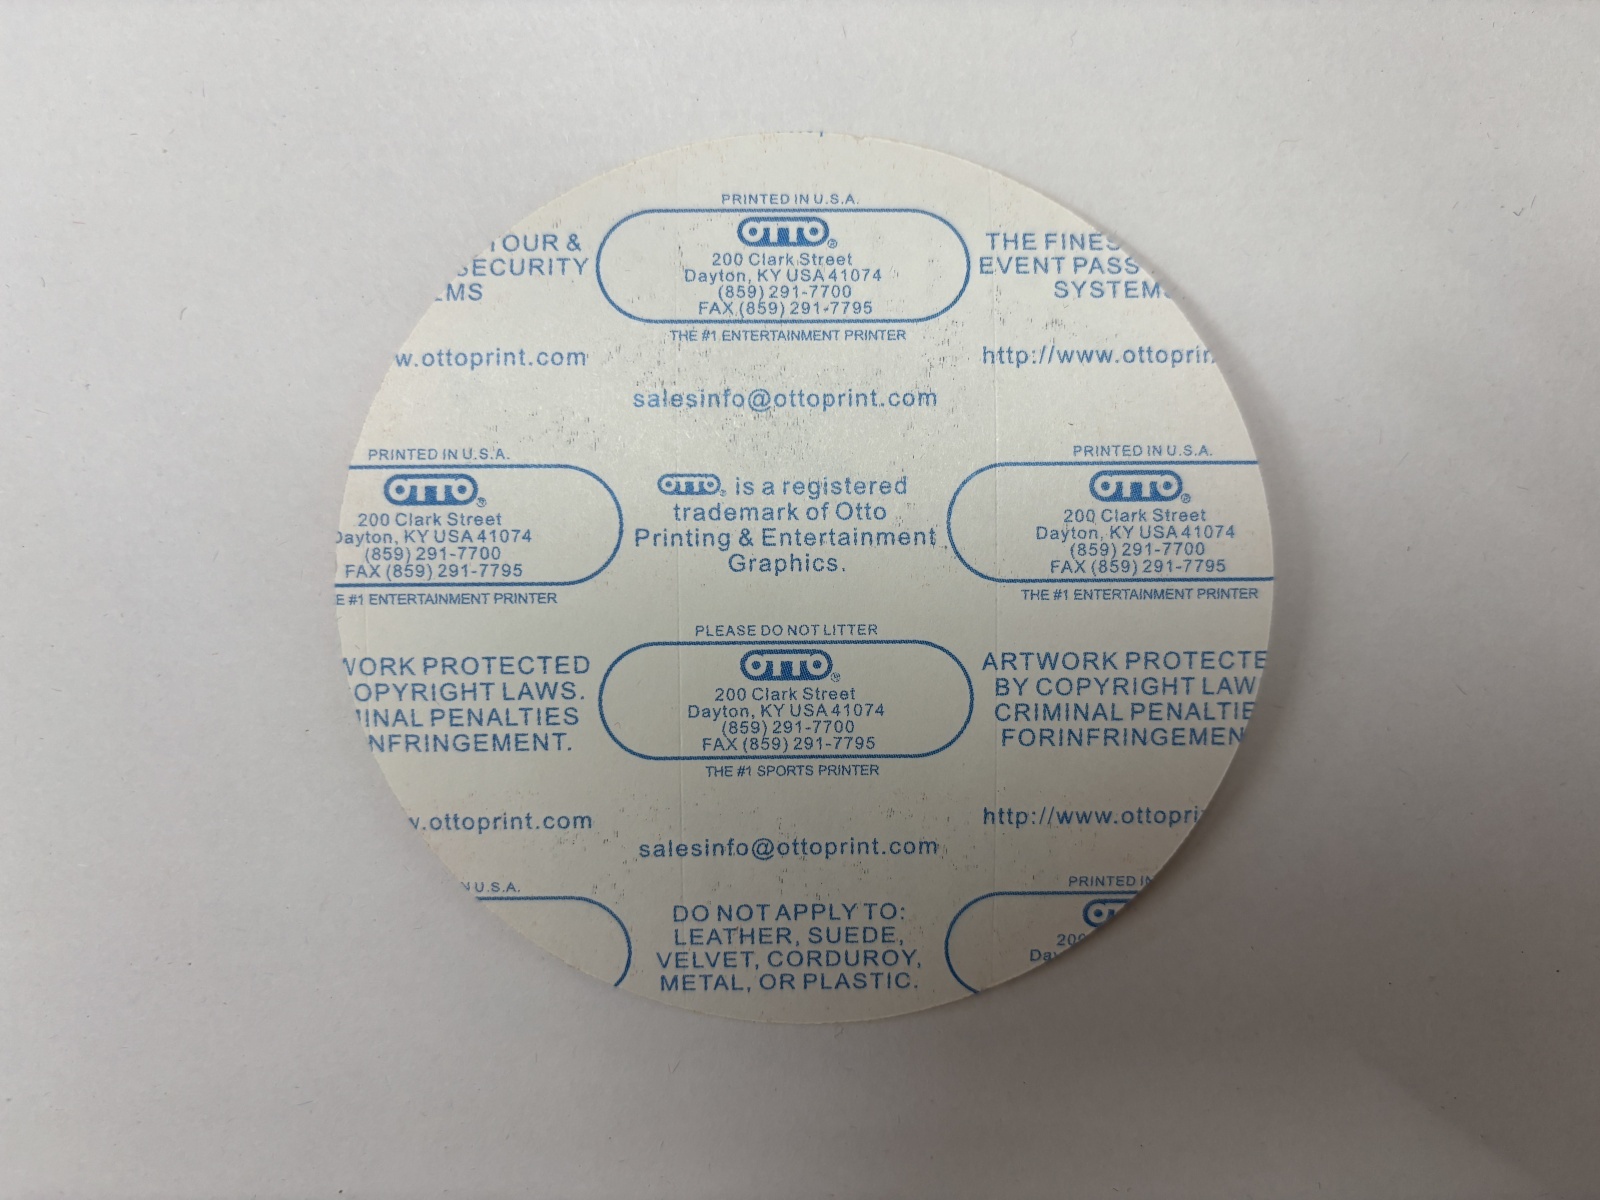 PRINTED IN U.S.A.
OTTO®
200 Clark Street
Dayton, KY USA 41074
(859) 291-7700
FAX (859) 291-7795
THE #1 ENTERTAINMENT PRINTER
TOUR &
SECURITY
EMS
THE FINES
EVENT PASS
SYSTEMS
w.ottoprint.com
http://www.ottoprin
salesinfo@ottoprint.com
PRINTED IN U.S.A.
OTTO®
200 Clark Street
Dayton, KY USA 41074
(859) 291-7700
FAX (859) 291-7795
E #1 ENTERTAINMENT PRINTER
OTTO® is a registered
trademark of Otto
Printing & Entertainment
Graphics.
PRINTED IN U.S.A.
OTTO®
200 Clark Street
Dayton, KY USA 41074
(859) 291-7700
FAX (859) 291-7795
THE #1 ENTERTAINMENT PRINTER
WORK PROTECTED
OPYRIGHT LAWS.
INAL PENALTIES
NFRINGEMENT.
PLEASE DO NOT LITTER
OTTO®
200 Clark Street
Dayton, KY USA 41074
(859) 291-7700
FAX (859) 291-7795
THE #1 SPORTS PRINTER
ARTWORK PROTECTE
BY COPYRIGHT LAW
CRIMINAL PENALTIE
FORINFRINGEMEN
w.ottoprint.com
http://www.ottoprin
salesinfo@ottoprint.com
N U.S.A.
DO NOT APPLY TO:
LEATHER, SUEDE,
VELVET, CORDUROY,
METAL, OR PLASTIC.
PRINTED IN
OT
200
Day